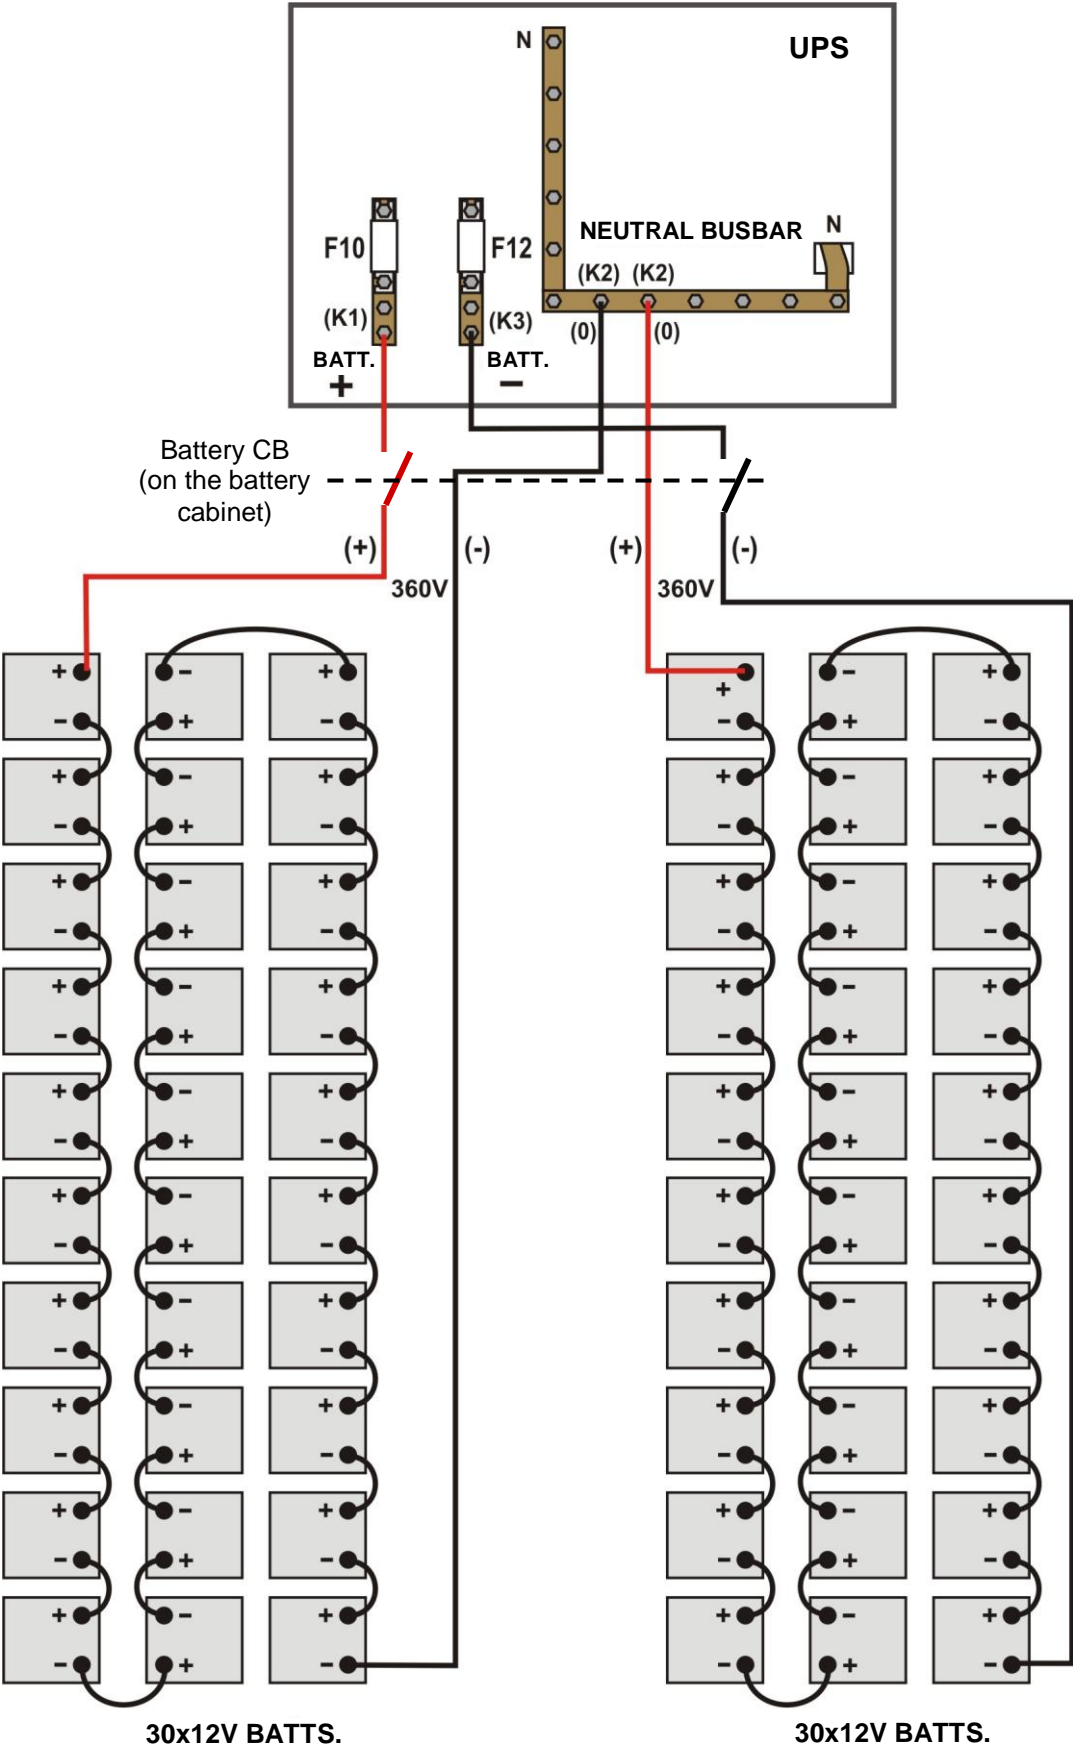 N
UPS
NEUTRAL BUSBAR
N
F10
F12
(K2)
(K2)
(K1)
(K3)
(0)
(0)
BATT.
BATT.
+
−
Battery CB
(on the battery
cabinet)
(+)
(-)
(+)
(-)
360V
360V
+ − + + − +
− + − − + −
+ − + + − +
− + − − + −
+ − + + − +
− + − − + −
+ − + + − +
− + − − + −
+ − + + − +
− + − − + −
+ − + + − +
− + − − + −
+ − + + − +
− + − − + −
+ − + + − +
− + − − + −
+ − + + − +
− + − − + −
+ − + + − +
− + − − + −
30x12V BATTS.
30x12V BATTS.